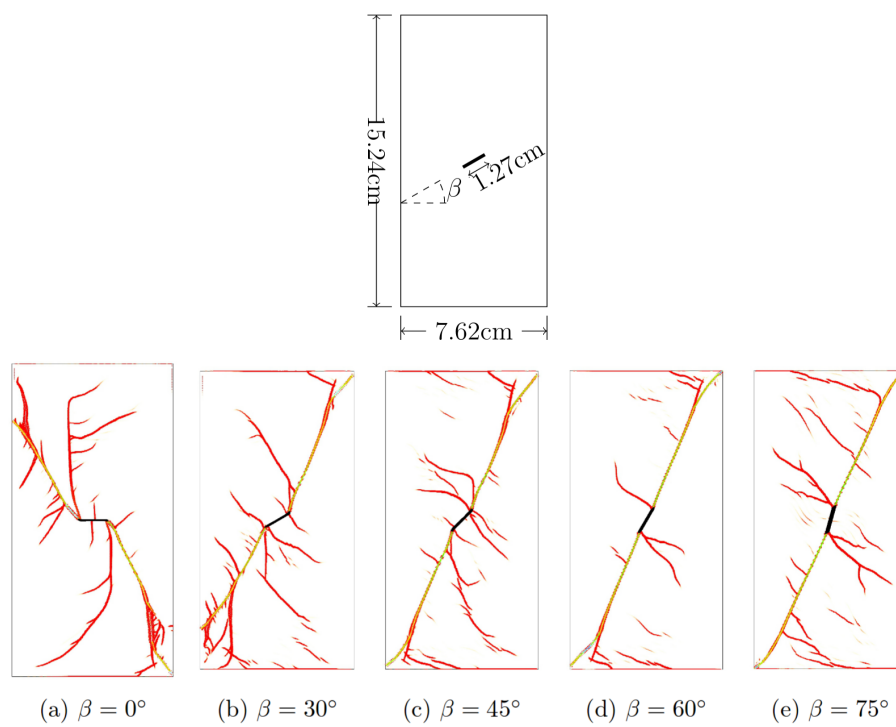 15.24cm
1.27cm
β
7.62cm
(a) β = 0°
(b) β = 30°
(c) β = 45°
(d) β = 60°
(e) β = 75°